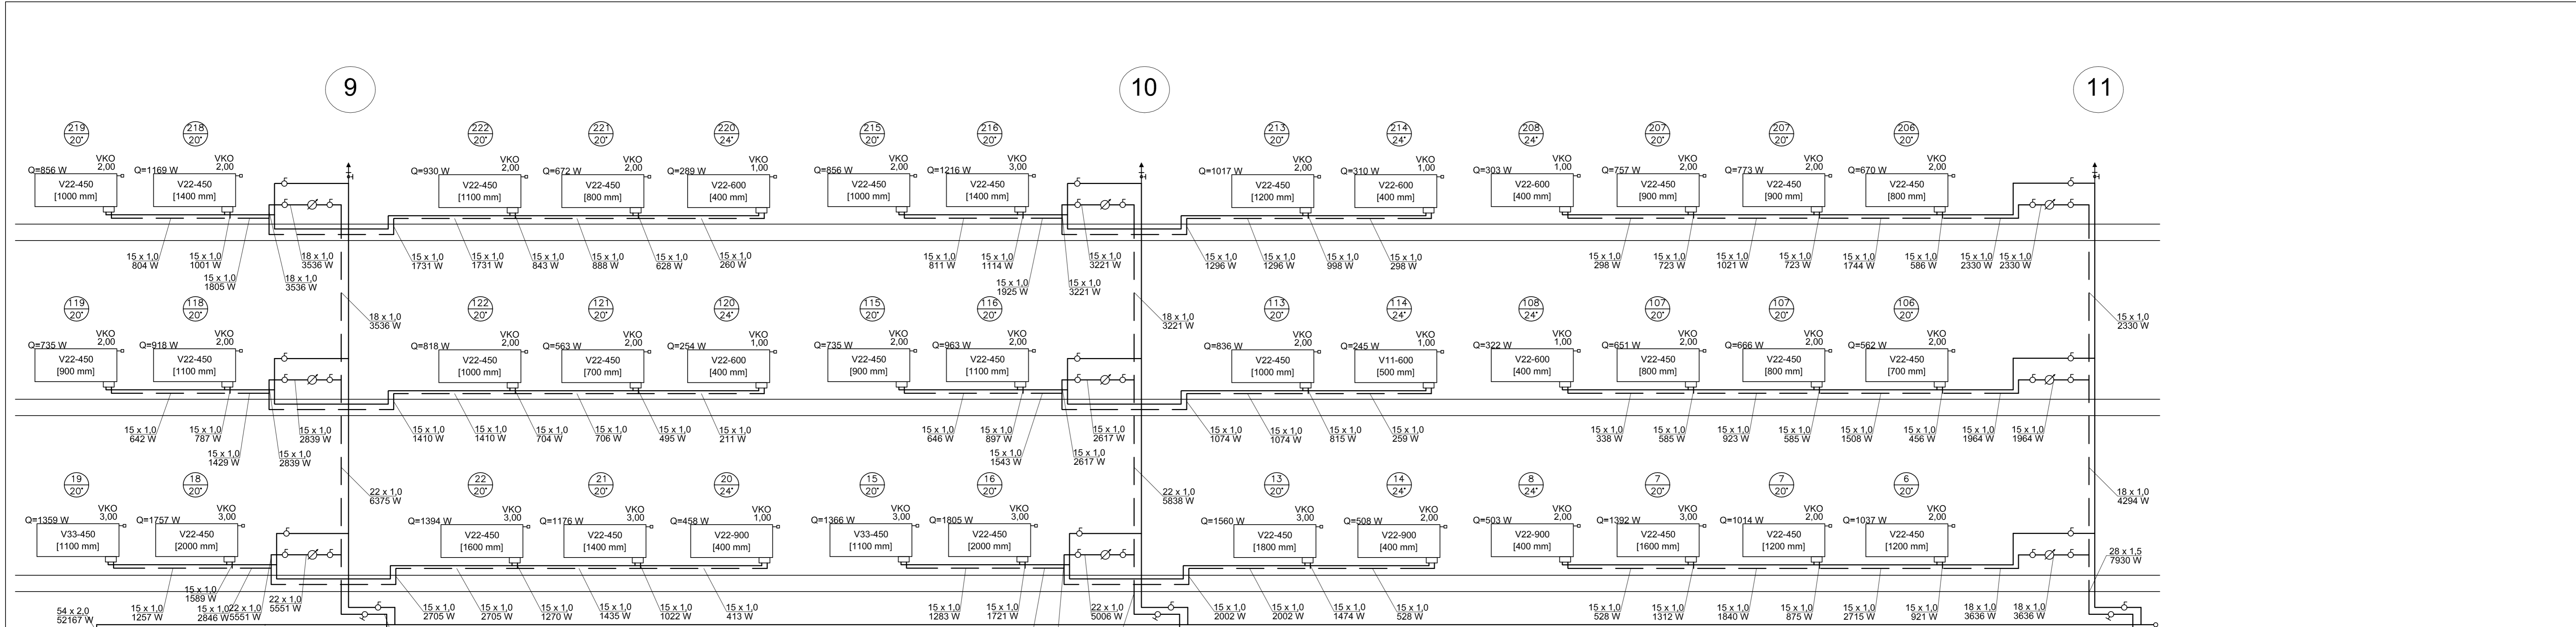 9
10
11
219
20°
218
20°
222
20°
221
20°
220
24°
215
20°
216
20°
213
20°
214
24°
208
24°
207
20°
207
20°
206
20°
Q=856 W
VKO
2,00
V22-450
[1000 mm]
Q=1169 W
VKO
2,00
V22-450
[1400 mm]
Q=930 W
VKO
2,00
V22-450
[1100 mm]
Q=672 W
VKO
2,00
V22-450
[800 mm]
Q=289 W
VKO
1,00
V22-600
[400 mm]
Q=856 W
VKO
2,00
V22-450
[1000 mm]
Q=1216 W
VKO
3,00
V22-450
[1400 mm]
Q=1017 W
VKO
2,00
V22-450
[1200 mm]
Q=310 W
VKO
1,00
V22-600
[400 mm]
Q=303 W
VKO
1,00
V22-600
[400 mm]
Q=757 W
VKO
2,00
V22-450
[900 mm]
Q=773 W
VKO
2,00
V22-450
[900 mm]
Q=670 W
VKO
2,00
V22-450
[800 mm]
15 x 1,0
804 W
15 x 1,0
1001 W
15 x 1,0
1805 W
18 x 1,0
3536 W
18 x 1,0
3536 W
15 x 1,0
1731 W
15 x 1,0
1731 W
15 x 1,0
843 W
15 x 1,0
888 W
15 x 1,0
628 W
15 x 1,0
260 W
15 x 1,0
811 W
15 x 1,0
1114 W
15 x 1,0
1925 W
15 x 1,0
3221 W
15 x 1,0
3221 W
15 x 1,0
1296 W
15 x 1,0
1296 W
15 x 1,0
998 W
15 x 1,0
298 W
15 x 1,0
298 W
15 x 1,0
723 W
15 x 1,0
1021 W
15 x 1,0
723 W
15 x 1,0
1744 W
15 x 1,0
586 W
15 x 1,0
2330 W
15 x 1,0
2330 W
18 x 1,0
3536 W
18 x 1,0
3221 W
15 x 1,0
2330 W
119
20°
118
20°
122
20°
121
20°
120
24°
115
20°
116
20°
113
20°
114
24°
108
24°
107
20°
107
20°
106
20°
Q=735 W
VKO
2,00
V22-450
[900 mm]
Q=918 W
VKO
2,00
V22-450
[1100 mm]
Q=818 W
VKO
2,00
V22-450
[1000 mm]
Q=563 W
VKO
2,00
V22-450
[700 mm]
Q=254 W
VKO
1,00
V22-600
[400 mm]
Q=735 W
VKO
2,00
V22-450
[900 mm]
Q=963 W
VKO
2,00
V22-450
[1100 mm]
Q=836 W
VKO
2,00
V22-450
[1000 mm]
Q=245 W
VKO
1,00
V11-600
[500 mm]
Q=322 W
VKO
1,00
V22-600
[400 mm]
Q=651 W
VKO
2,00
V22-450
[800 mm]
Q=666 W
VKO
2,00
V22-450
[800 mm]
Q=562 W
VKO
2,00
V22-450
[700 mm]
15 x 1,0
642 W
15 x 1,0
787 W
15 x 1,0
1429 W
15 x 1,0
2839 W
15 x 1,0
2839 W
15 x 1,0
1410 W
15 x 1,0
1410 W
15 x 1,0
704 W
15 x 1,0
706 W
15 x 1,0
495 W
15 x 1,0
211 W
15 x 1,0
646 W
15 x 1,0
897 W
15 x 1,0
1543 W
15 x 1,0
2617 W
15 x 1,0
2617 W
15 x 1,0
1074 W
15 x 1,0
1074 W
15 x 1,0
815 W
15 x 1,0
259 W
15 x 1,0
338 W
15 x 1,0
585 W
15 x 1,0
923 W
15 x 1,0
585 W
15 x 1,0
1508 W
15 x 1,0
456 W
15 x 1,0
1964 W
15 x 1,0
1964 W
22 x 1,0
6375 W
22 x 1,0
5838 W
18 x 1,0
4294 W
19
20°
18
20°
22
20°
21
20°
20
24°
15
20°
16
20°
13
20°
14
24°
8
24°
7
20°
7
20°
6
20°
Q=1359 W
VKO
3,00
V33-450
[1100 mm]
Q=1757 W
VKO
3,00
V22-450
[2000 mm]
Q=1394 W
VKO
3,00
V22-450
[1600 mm]
Q=1176 W
VKO
3,00
V22-450
[1400 mm]
Q=458 W
VKO
1,00
V22-900
[400 mm]
Q=1366 W
VKO
3,00
V33-450
[1100 mm]
Q=1805 W
VKO
3,00
V22-450
[2000 mm]
Q=1560 W
VKO
3,00
V22-450
[1800 mm]
Q=508 W
VKO
2,00
V22-900
[400 mm]
Q=503 W
VKO
2,00
V22-900
[400 mm]
Q=1392 W
VKO
3,00
V22-450
[1600 mm]
Q=1014 W
VKO
2,00
V22-450
[1200 mm]
Q=1037 W
VKO
2,00
V22-450
[1200 mm]
28 x 1,5
7930 W
54 x 2,0
52167 W
15 x 1,0
1257 W
15 x 1,0
1589 W
15 x 1,0
2846 W
22 x 1,0
5551 W
22 x 1,0
5551 W
15 x 1,0
2705 W
15 x 1,0
2705 W
15 x 1,0
1270 W
15 x 1,0
1435 W
15 x 1,0
1022 W
15 x 1,0
413 W
15 x 1,0
1283 W
15 x 1,0
1721 W
22 x 1,0
5006 W
15 x 1,0
2002 W
15 x 1,0
2002 W
15 x 1,0
1474 W
15 x 1,0
528 W
15 x 1,0
528 W
15 x 1,0
1312 W
15 x 1,0
1840 W
15 x 1,0
875 W
15 x 1,0
2715 W
15 x 1,0
921 W
18 x 1,0
3636 W
18 x 1,0
3636 W